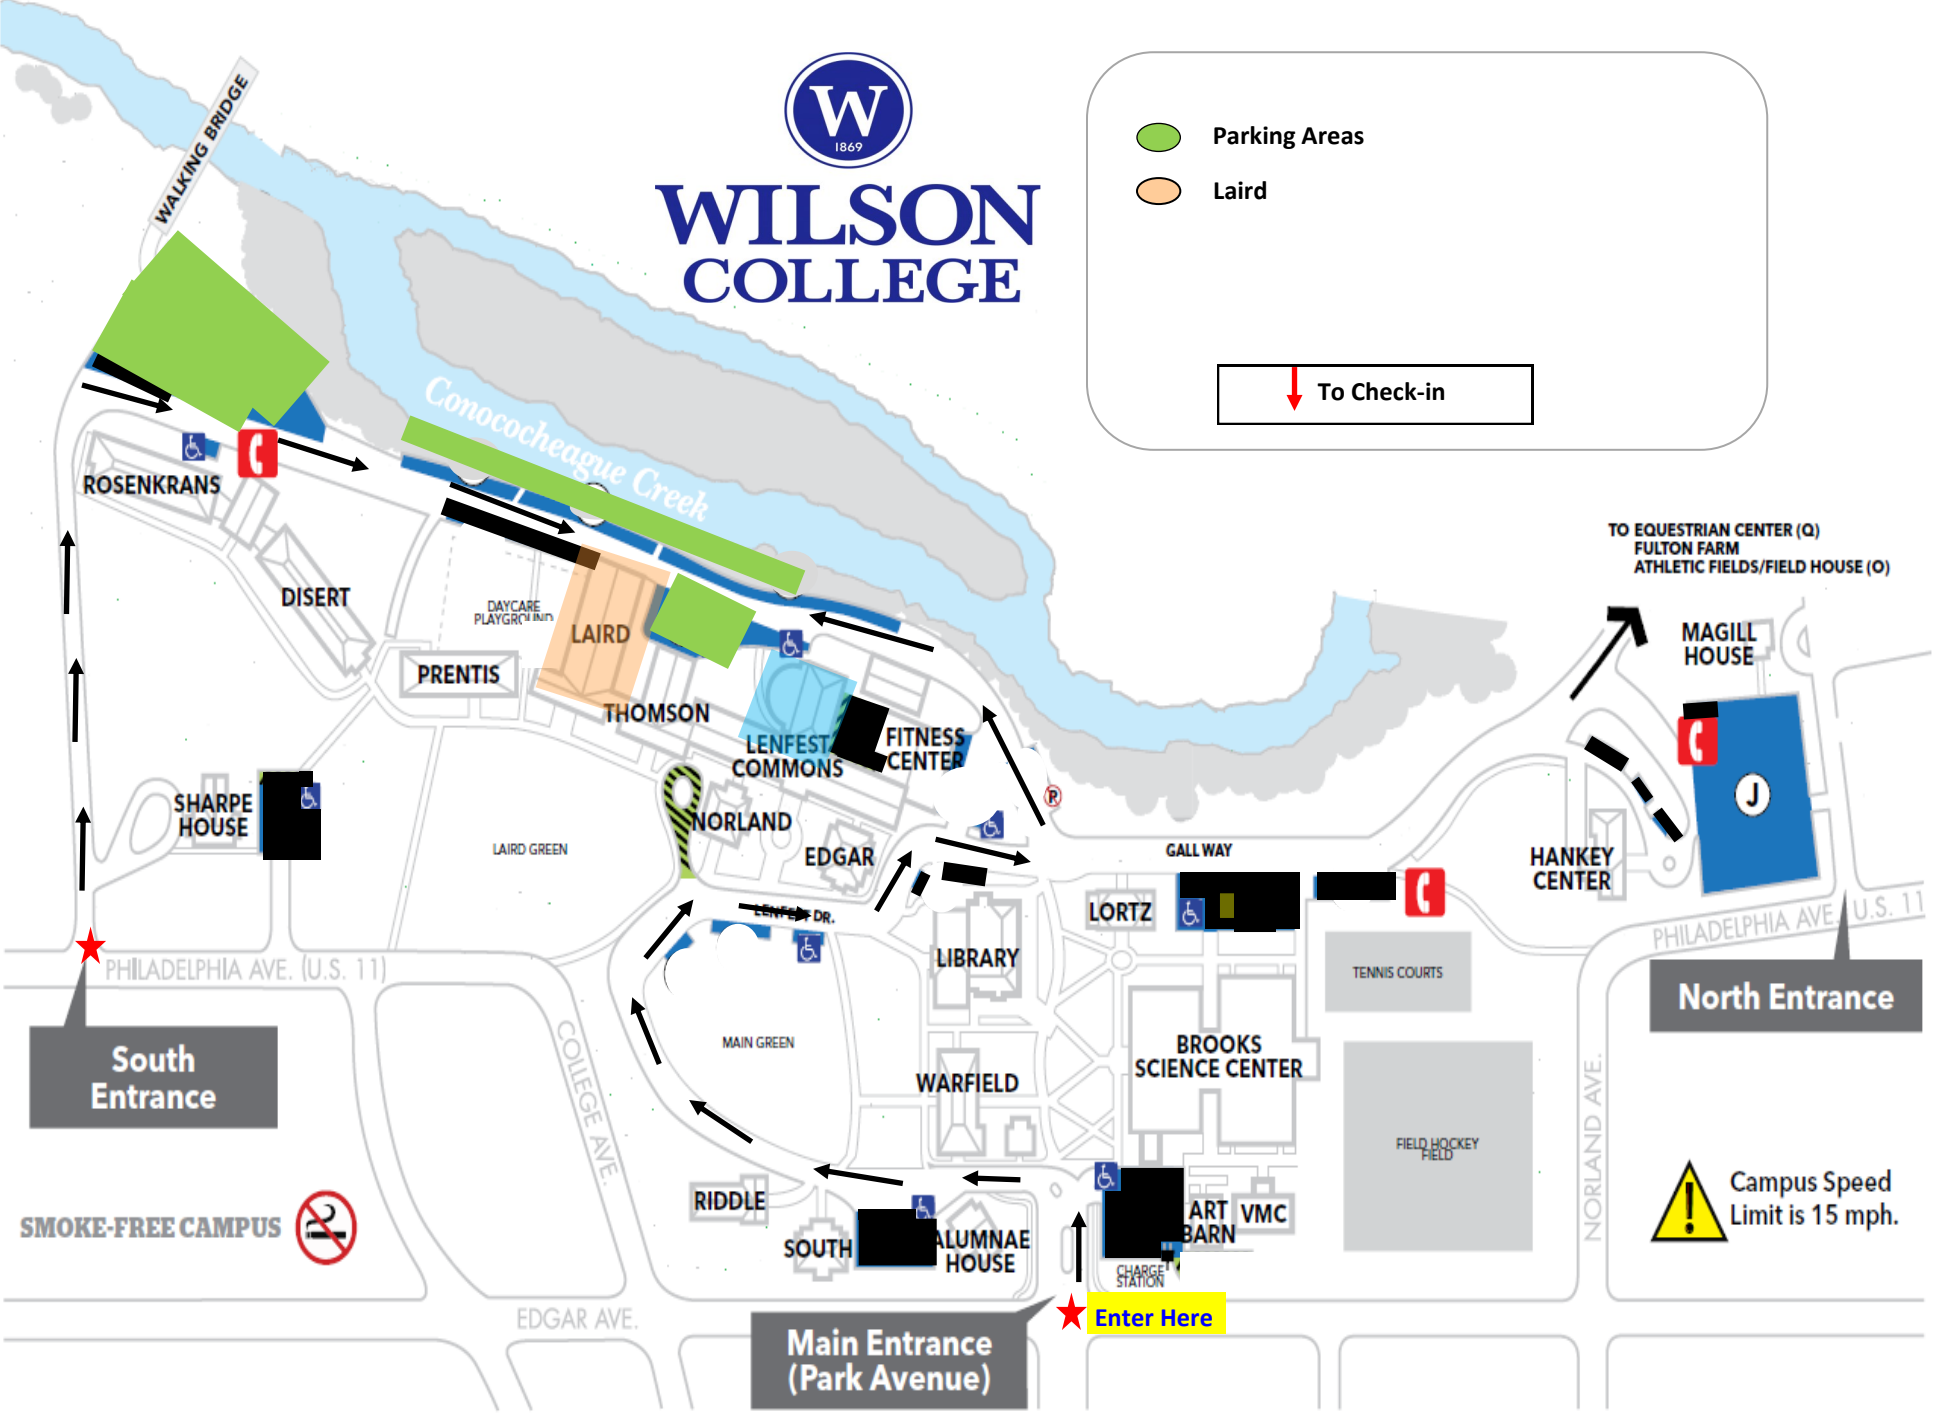 WALKING BRIDGE
W
1869
WILSON
COLLEGE
Parking Areas
Laird
To Check-in
Conococheague Creek
ROSENKRANS
DISERT
DAYCARE
PLAYGROUND
LAIRD
PRENTIS
THOMSON
LENFEST
COMMONS
FITNESS
CENTER
TO EQUESTRIAN CENTER (Q)
FULTON FARM
ATHLETIC FIELDS/FIELD HOUSE (O)
MAGILL
HOUSE
J
P
SHARPE
HOUSE
LAIRD GREEN
NORLAND
EDGAR
GALL WAY
HANKEY
CENTER
LENFEST DR.
LORTZ
LIBRARY
TENNIS COURTS
PHILADELPHIA AVE. U.S. 11
PHILADELPHIA AVE. (U.S. 11)
North Entrance
South
Entrance
COLLEGE AVE.
MAIN GREEN
BROOKS
SCIENCE CENTER
WARFIELD
FIELD HOCKEY
FIELD
NORLAND AVE.
SMOKE-FREE CAMPUS
RIDDLE
SOUTH
ALUMNAE
HOUSE
ART
BARN
VMC
CHARGE
STATION
!
Campus Speed
Limit is 15 mph.
EDGAR AVE.
Enter Here
Main Entrance
(Park Avenue)